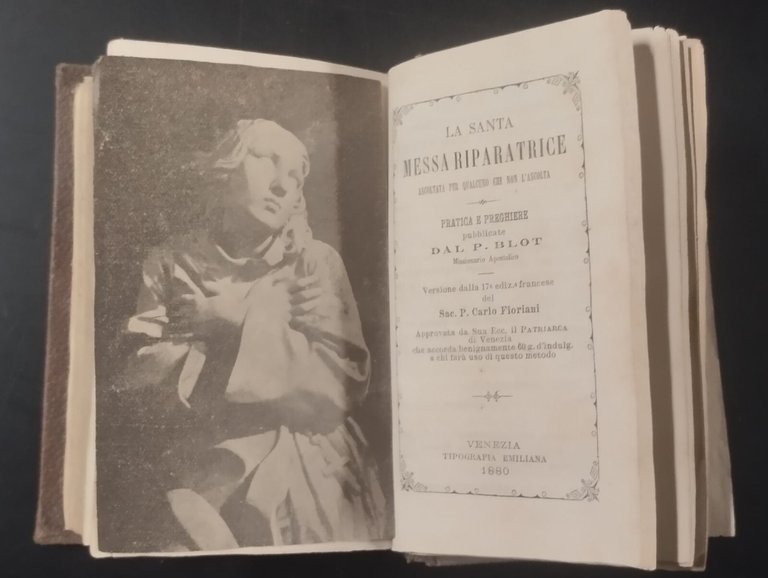 LA SANTA
MESSA RIPARATRICE
ASCOLTATA PER QUALCUNO CHE NON L'ASCOLTA
PRATICA E PREGHIERE
pubblicate
DAL P. BLOT
Missionario Apostolico
Versione dalla 17ª ediz.e francese
del
Sac. P. Carlo Fioriani
Approvata da Sua Ecc. il PATRIARCA
di Venezia
che accorda benignamente 60 g. d'indulg.
a chi farà uso di questo metodo
VENEZIA
TIPOGRAFIA EMILIANA
1880